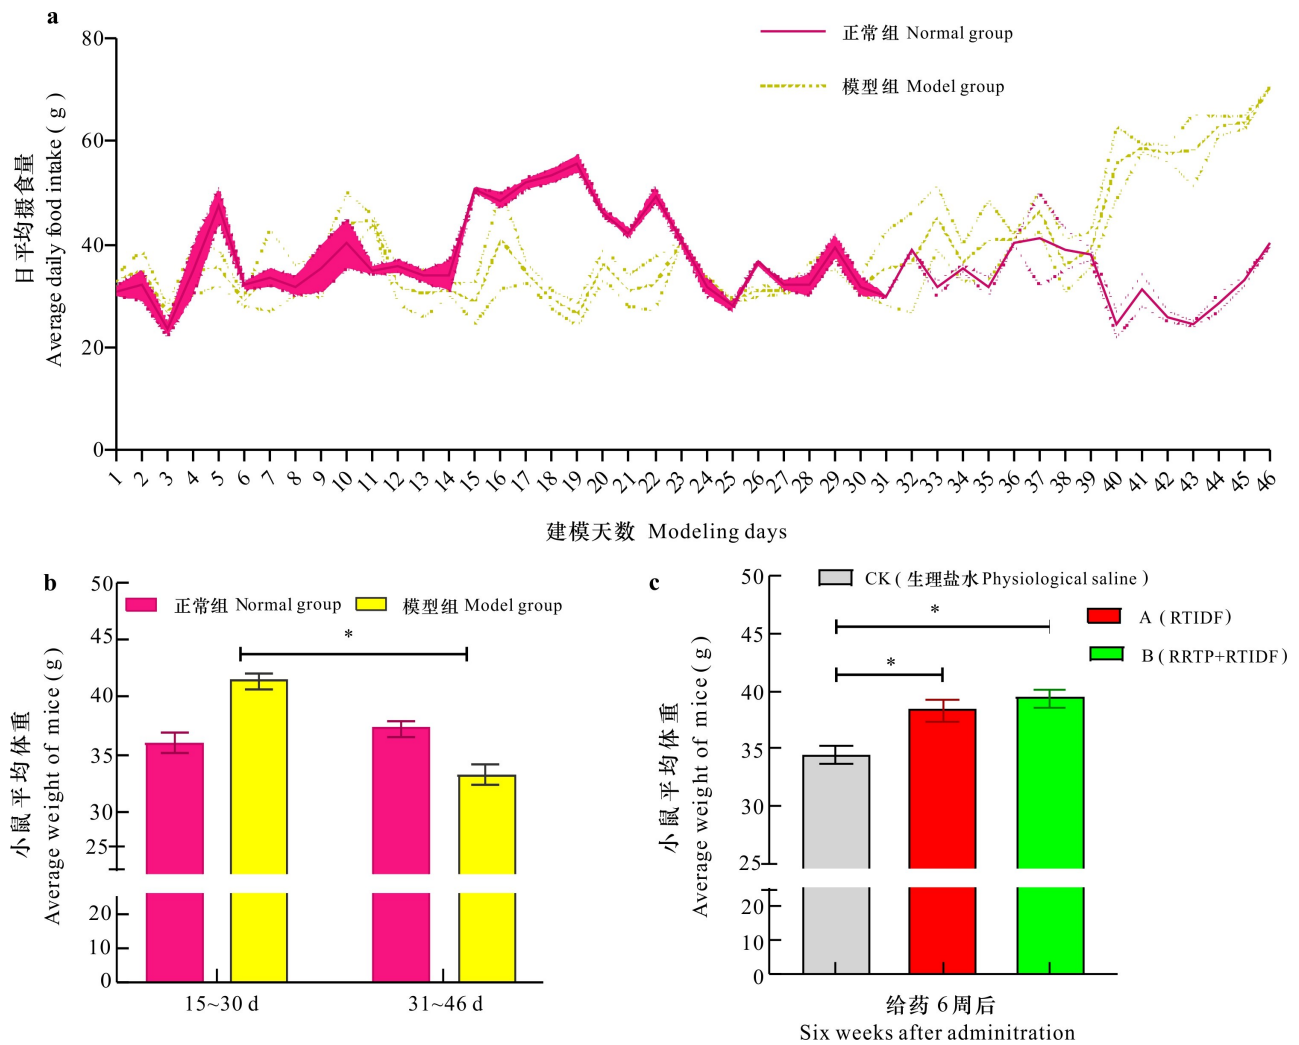 a
正常组 Normal group
模型组 Model group
日平均摄食量
Average daily food intake ( g )
80
60
40
20
0
1 2 3 4 5 6 7 8 9 10 11 12 13 14 15 16 17 18 19 20 21 22 23 24 25 26 27 28 29 30 31 32 33 34 35 36 37 38 39 40 41 42 43 44 45 46
建模天数 Modeling days
b
正常组 Normal group
模型组 Model group
*
小鼠平均体重
Average weight of mice ( g )
50
45
40
35
30
25
20
10
0
15~30 d
31~46 d
c
CK ( 生理盐水 Physiological saline )
A ( RTIDF)
B ( RRTP+RTIDF)
*
*
小鼠平均体重
Average weight of mice ( g )
50
45
40
35
30
25
20
10
0
给药 6 周后
Six weeks after adminitration